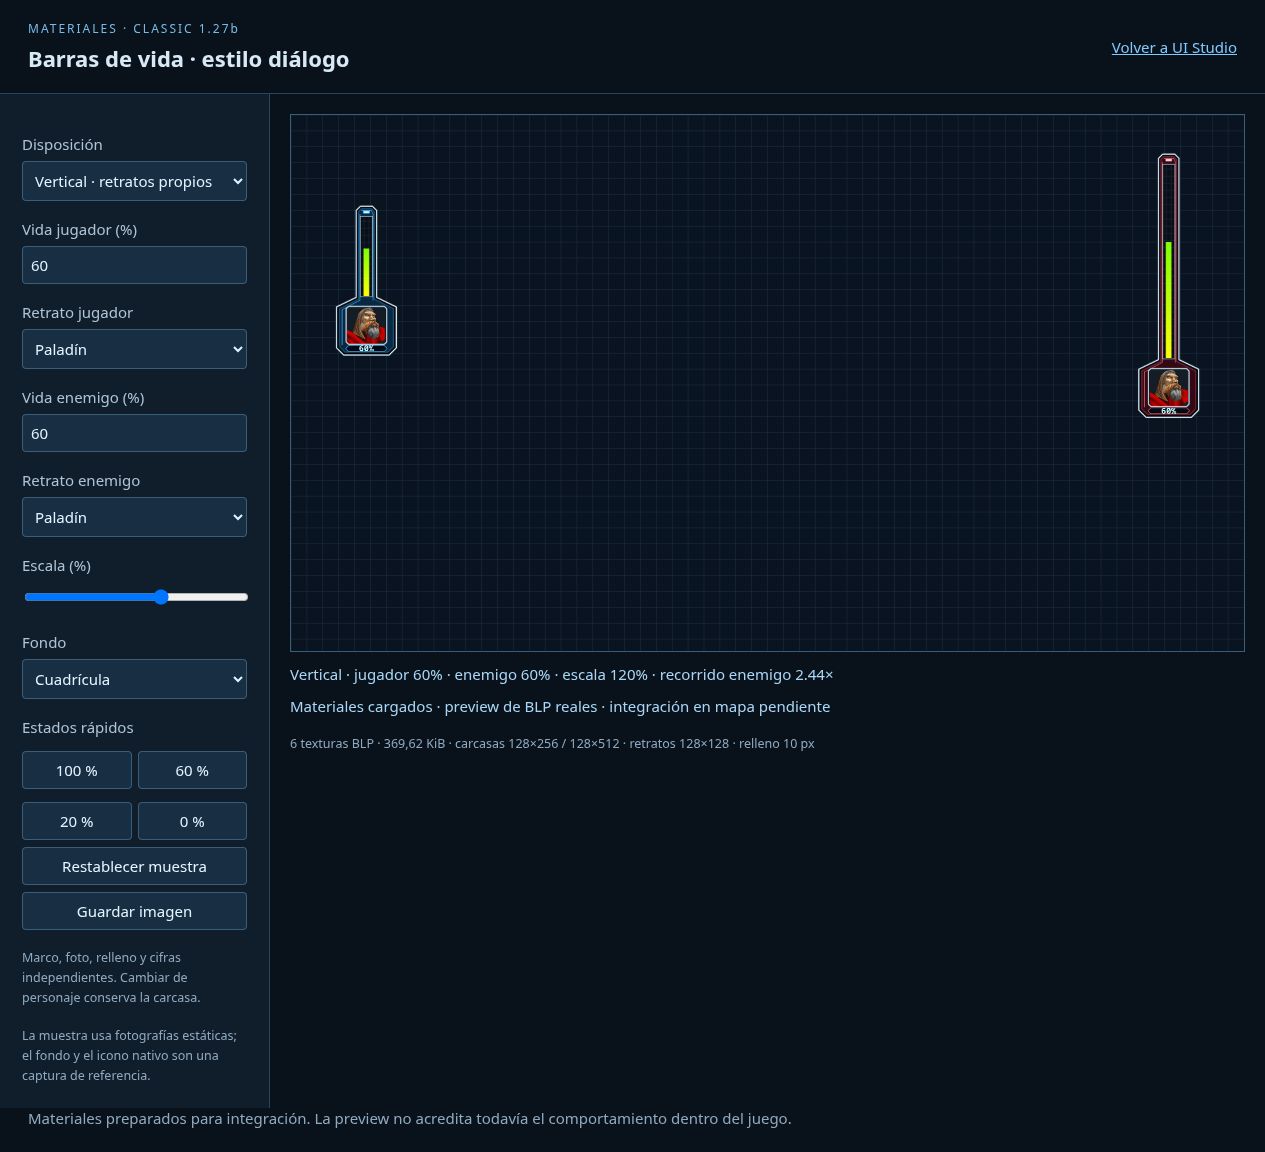 MATERIALES · CLASSIC 1.27b
Barras de vida · estilo diálogo
Volver a UI Studio
Disposición
Vertical · retratos propios
Vida jugador (%)
60
Retrato jugador
Paladín
Vida enemigo (%)
60
Retrato enemigo
Paladín
Escala (%)
Fondo
Cuadrícula
Estados rápidos
100 %
60 %
20 %
0 %
Restablecer muestra
Guardar imagen
Marco, foto, relleno y cifras
independientes. Cambiar de
personaje conserva la carcasa.
La muestra usa fotografías estáticas;
el fondo y el icono nativo son una
captura de referencia.
60%
60%
Vertical · jugador 60% · enemigo 60% · escala 120% · recorrido enemigo 2.44×
Materiales cargados · preview de BLP reales · integración en mapa pendiente
6 texturas BLP · 369,62 KiB · carcasas 128×256 / 128×512 · retratos 128×128 · relleno 10 px
Materiales preparados para integración. La preview no acredita todavía el comportamiento dentro del juego.